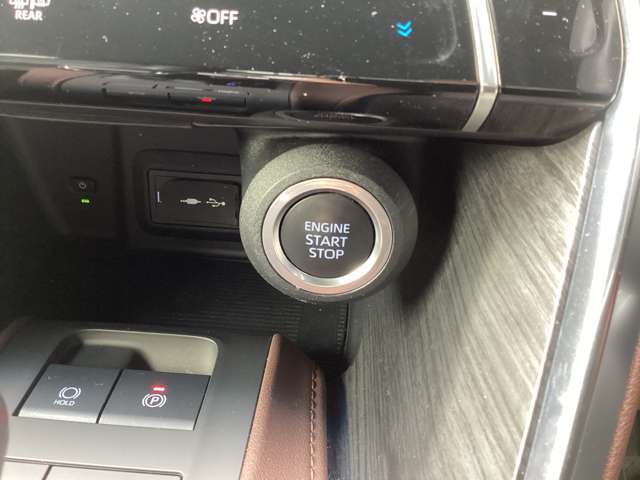 REAR
OFF
ENGINE
START
STOP
HOLD
P